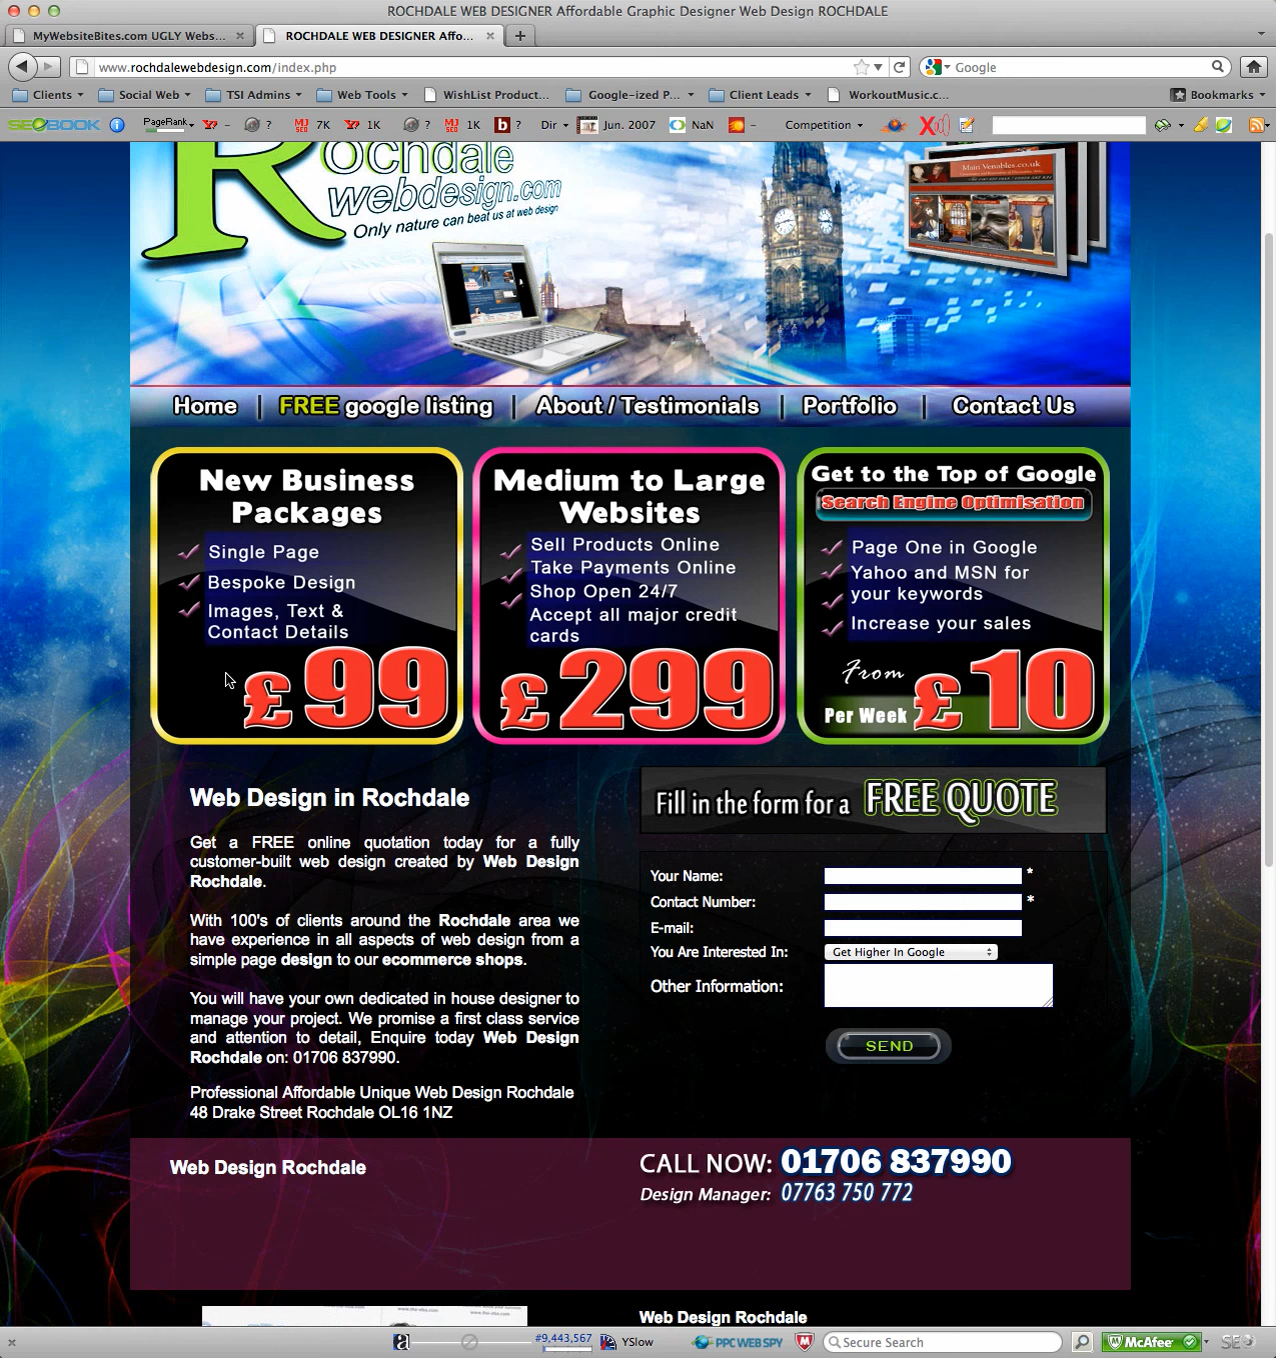 ROCHDALE WEB DESIGNER Affordable Graphic Designer Web Design ROCHDALE
MyWebsiteBites.com UGLY Webs...
ROCHDALE WEB DESIGNER Affo...
www.rochdalewebdesign.com/index.php
Google
Clients
Social Web
TSI Admins
Web Tools
WishList Product...
Google-ized P...
Client Leads
WorkoutMusic.c...
Bookmarks
SEOBOOK
PageRank
?
7K
1K
?
1K
?
Dir
Jun. 2007
NaN
Competition
Rochdale
webdesign.com
Only nature can beat us at web design
Main Venables.co.uk
Home | FREE google listing | About / Testimonials | Portfolio | Contact Us
New Business
Packages
Single Page
Bespoke Design
Images, Text &
Contact Details
£99
Medium to Large
Websites
Sell Products Online
Take Payments Online
Shop Open 24/7
Accept all major credit
cards
£299
Get to the Top of Google
Search Engine Optimisation
Page One in Google
Yahoo and MSN for
your keywords
Increase your sales
From
Per Week £10
Web Design in Rochdale
Get a FREE online quotation today for a fully
customer-built web design created by Web Design
Rochdale.
With 100's of clients around the Rochdale area we
have experience in all aspects of web design from a
simple page design to our ecommerce shops.
You will have your own dedicated in house designer to
manage your project. We promise a first class service
and attention to detail, Enquire today Web Design
Rochdale on: 01706 837990.
Professional Affordable Unique Web Design Rochdale
48 Drake Street Rochdale OL16 1NZ
Fill in the form for a FREE QUOTE
Your Name: *
Contact Number: *
E-mail:
You Are Interested In: Get Higher In Google
Other Information:
SEND
Web Design Rochdale
CALL NOW: 01706 837990
Design Manager: 07763 750 772
Web Design Rochdale
#9,443,567
YSlow
PPC WEB SPY
Secure Search
McAfee
SEO